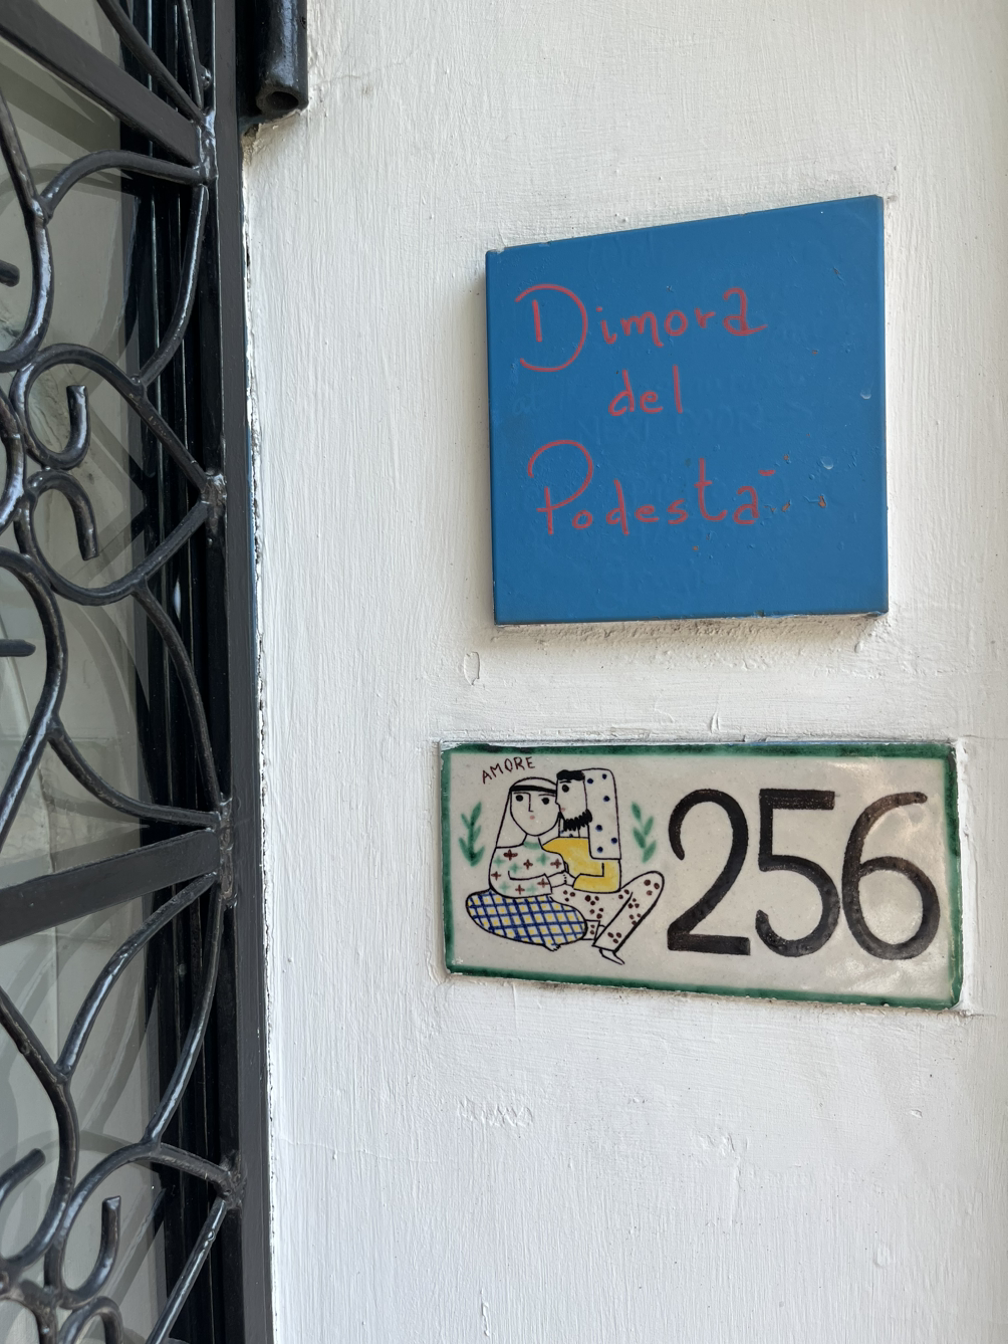 Dimora
del
Podestà
AMORE
256